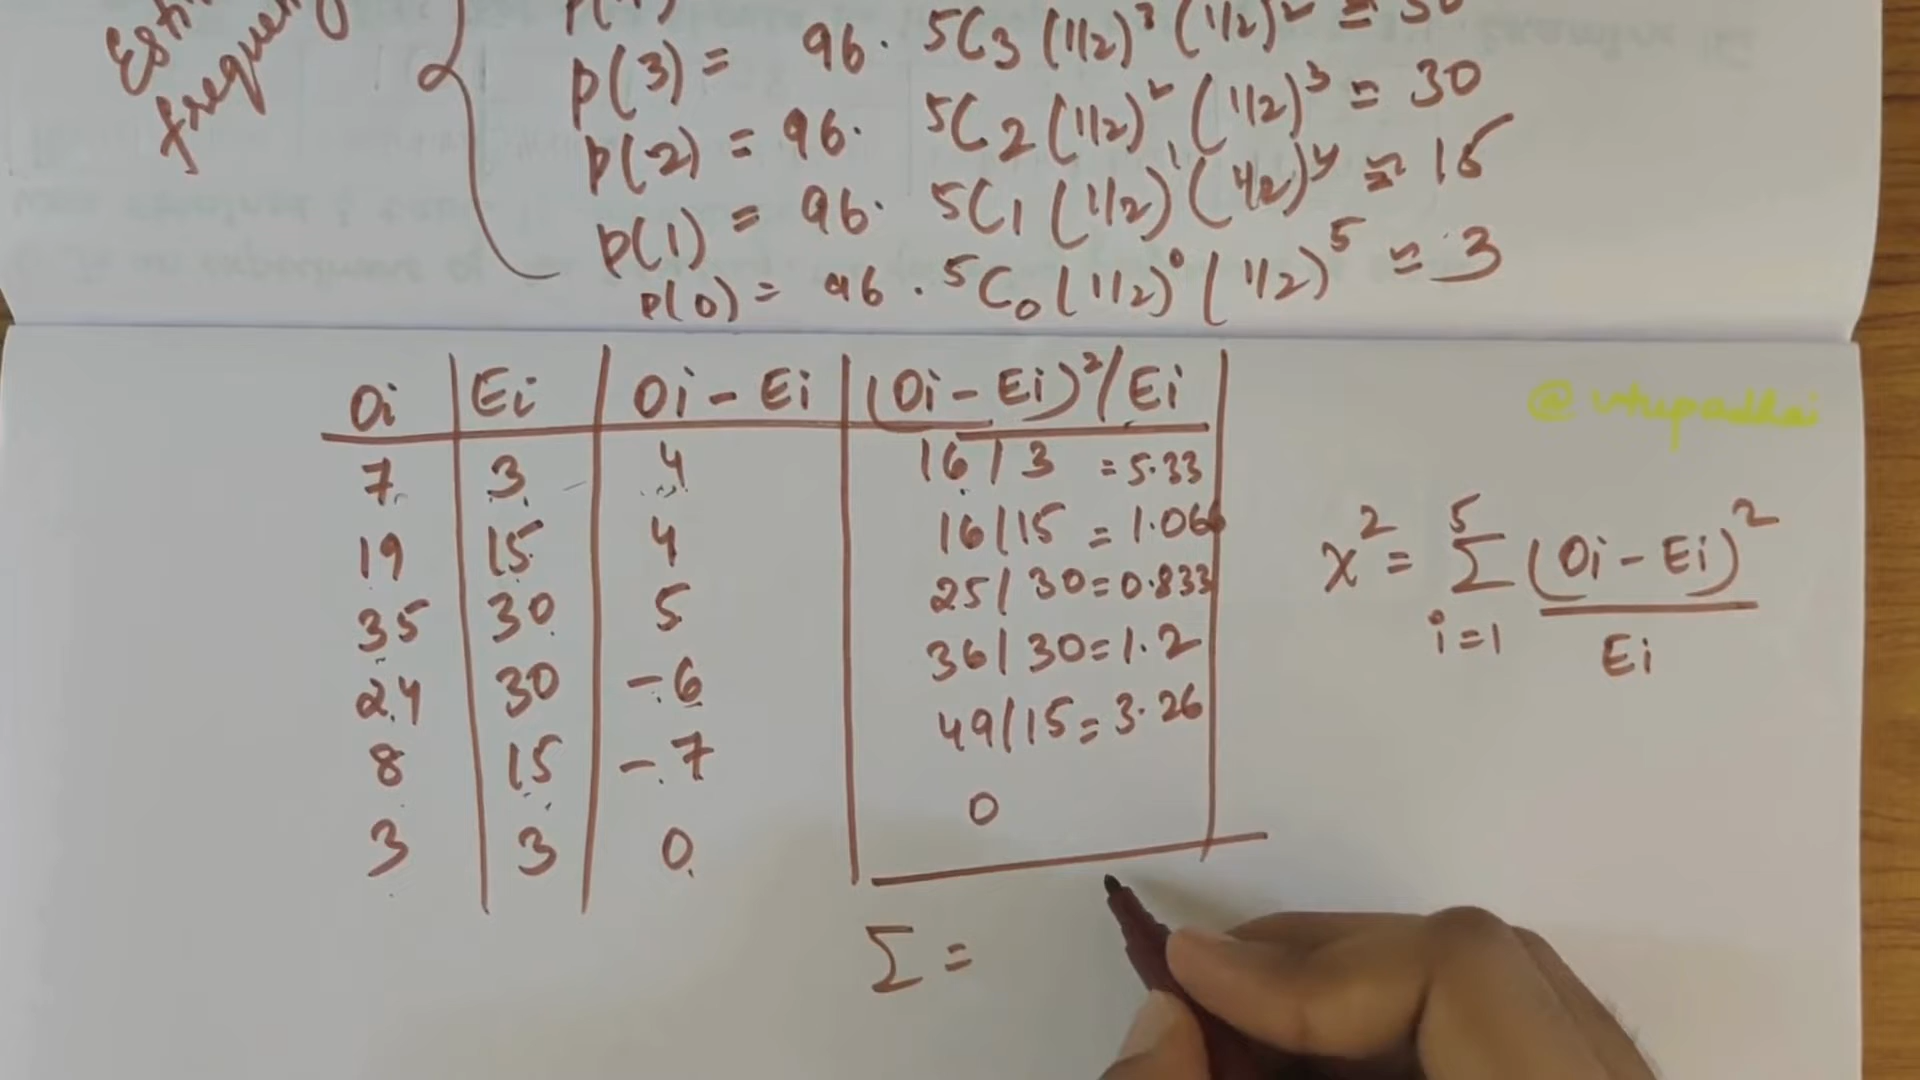 p(3) = 96. 5C3 (1/2)³ (1/2)² = 30
p(2) = 96. 5C2 (1/2)² (1/2)³ = 30
p(1) = 96. 5C1 (1/2)¹ (1/2)⁴ = 15
p(0) = 96. 5C0 (1/2)⁰ (1/2)⁵ = 3
Oi Ei Oi - Ei (Oi - Ei)²/Ei
7 3 4 16/3 = 5.33
19 15 4 16/15 = 1.066
35 30 5 25/30 = 0.833
24 30 -6 36/30 = 1.2
8 15 -7 49/15 = 3.26
3 3 0 0
Σ =
@vtupadhai
χ² = 5 Σ i=1 (Oi - Ei)²
Ei